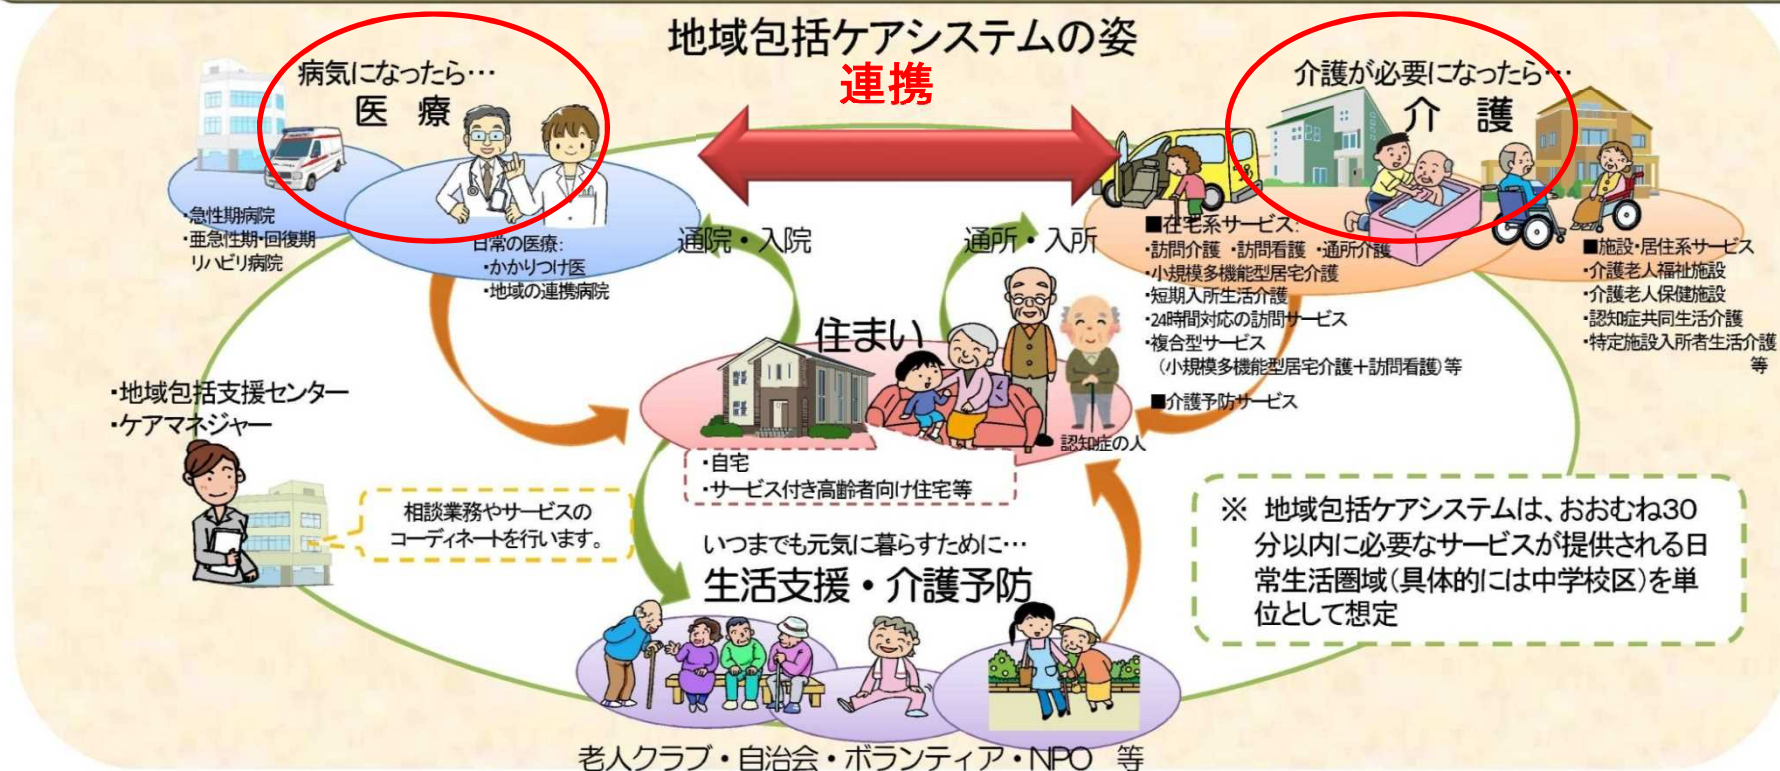 地域包括ケアシステムの姿
連携
病気になったら…
医 療
介護が必要になったら…
介 護
・急性期病院
・亜急性期・回復期
リハビリ病院
日常の医療:
・かかりつけ医
・地域の連携病院
通院・入院
通所・入所
■在宅系サービス:
・訪問介護 ・訪問看護 ・通所介護
・小規模多機能型居宅介護
・短期入所生活介護
・24時間対応の訪問サービス
・複合型サービス
(小規模多機能型居宅介護+訪問看護)等
■介護予防サービス
■施設・居住系サービス
・介護老人福祉施設
・介護老人保健施設
・認知症共同生活介護
・特定施設入所者生活介護
等
住まい
認知症の人
・自宅
・サービス付き高齢者向け住宅等
・地域包括支援センター
・ケアマネジャー
相談業務やサービスの
コーディネートを行います。
いつまでも元気に暮らすために…
生活支援・介護予防
老人クラブ・自治会・ボランティア・NPO 等
※ 地域包括ケアシステムは、おおむね30
分以内に必要なサービスが提供される日
常生活圏域(具体的には中学校区)を単
位として想定